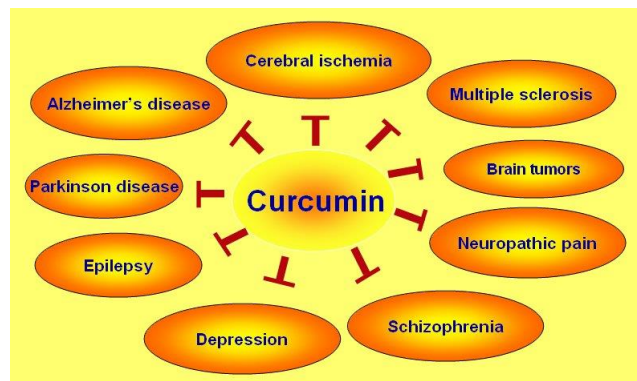 Cerebral ischemia
Alzheimer's disease
Multiple sclerosis
Parkinson disease
Brain tumors
Curcumin
Neuropathic pain
Epilepsy
Depression
Schizophrenia